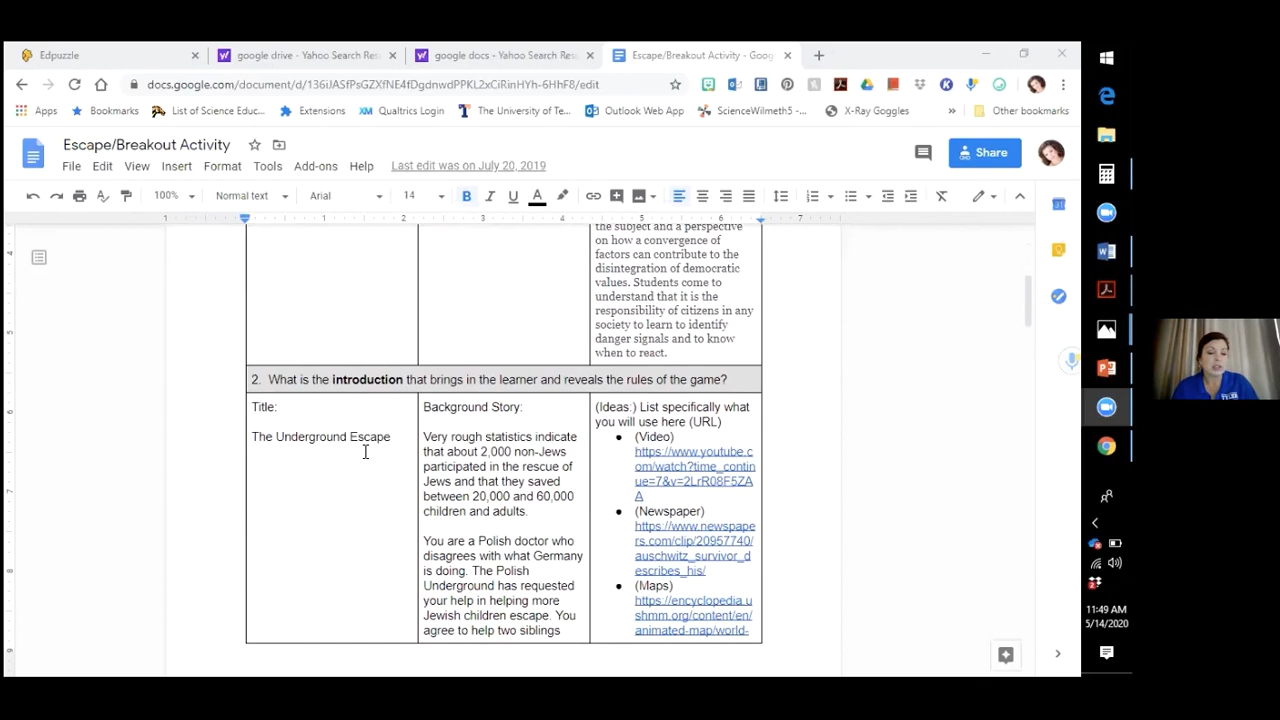 Edpuzzle
google drive - Yahoo Search Res
google docs - Yahoo Search Resu
Escape/Breakout Activity - Goog
docs.google.com/document/d/136iJASfPsGZXfNE4fDgdnwdPPKL2xCiRinHYh-6HhF8/edit
Apps
Bookmarks
List of Science Educ...
Extensions
XM Qualtrics Login
The University of Te...
Outlook Web App
ScienceWilmeth5 -...
X-Ray Goggles
»
Other bookmarks
Escape/Breakout Activity
File Edit View Insert Format Tools Add-ons Help Last edit was on July 20, 2019
Share
100% Normal text Arial 14 B I U A
1 1 2 3 4 5 6 7
the subject and a perspective
on how a convergence of
factors can contribute to the
disintegration of democratic
values. Students come to
understand that it is the
responsibility of citizens in any
society to learn to identify
danger signals and to know
when to react.
2. What is the introduction that brings in the learner and reveals the rules of the game?
Title:
The Underground Escape
Background Story:
Very rough statistics indicate
that about 2,000 non-Jews
participated in the rescue of
Jews and that they saved
between 20,000 and 60,000
children and adults.
You are a Polish doctor who
disagrees with what Germany
is doing. The Polish
Underground has requested
your help in helping more
Jewish children escape. You
agree to help two siblings
(Ideas:) List specifically what
you will use here (URL)
● (Video)
https://www.youtube.c
om/watch?time_contin
ue=7&v=2LrR08F5ZA
A
● (Newspaper)
https://www.newspape
rs.com/clip/20957740/
auschwitz_survivor_d
escribes_his/
● (Maps)
https://encyclopedia.u
shmm.org/content/en/
animated-map/world-
11:49 AM
5/14/2020